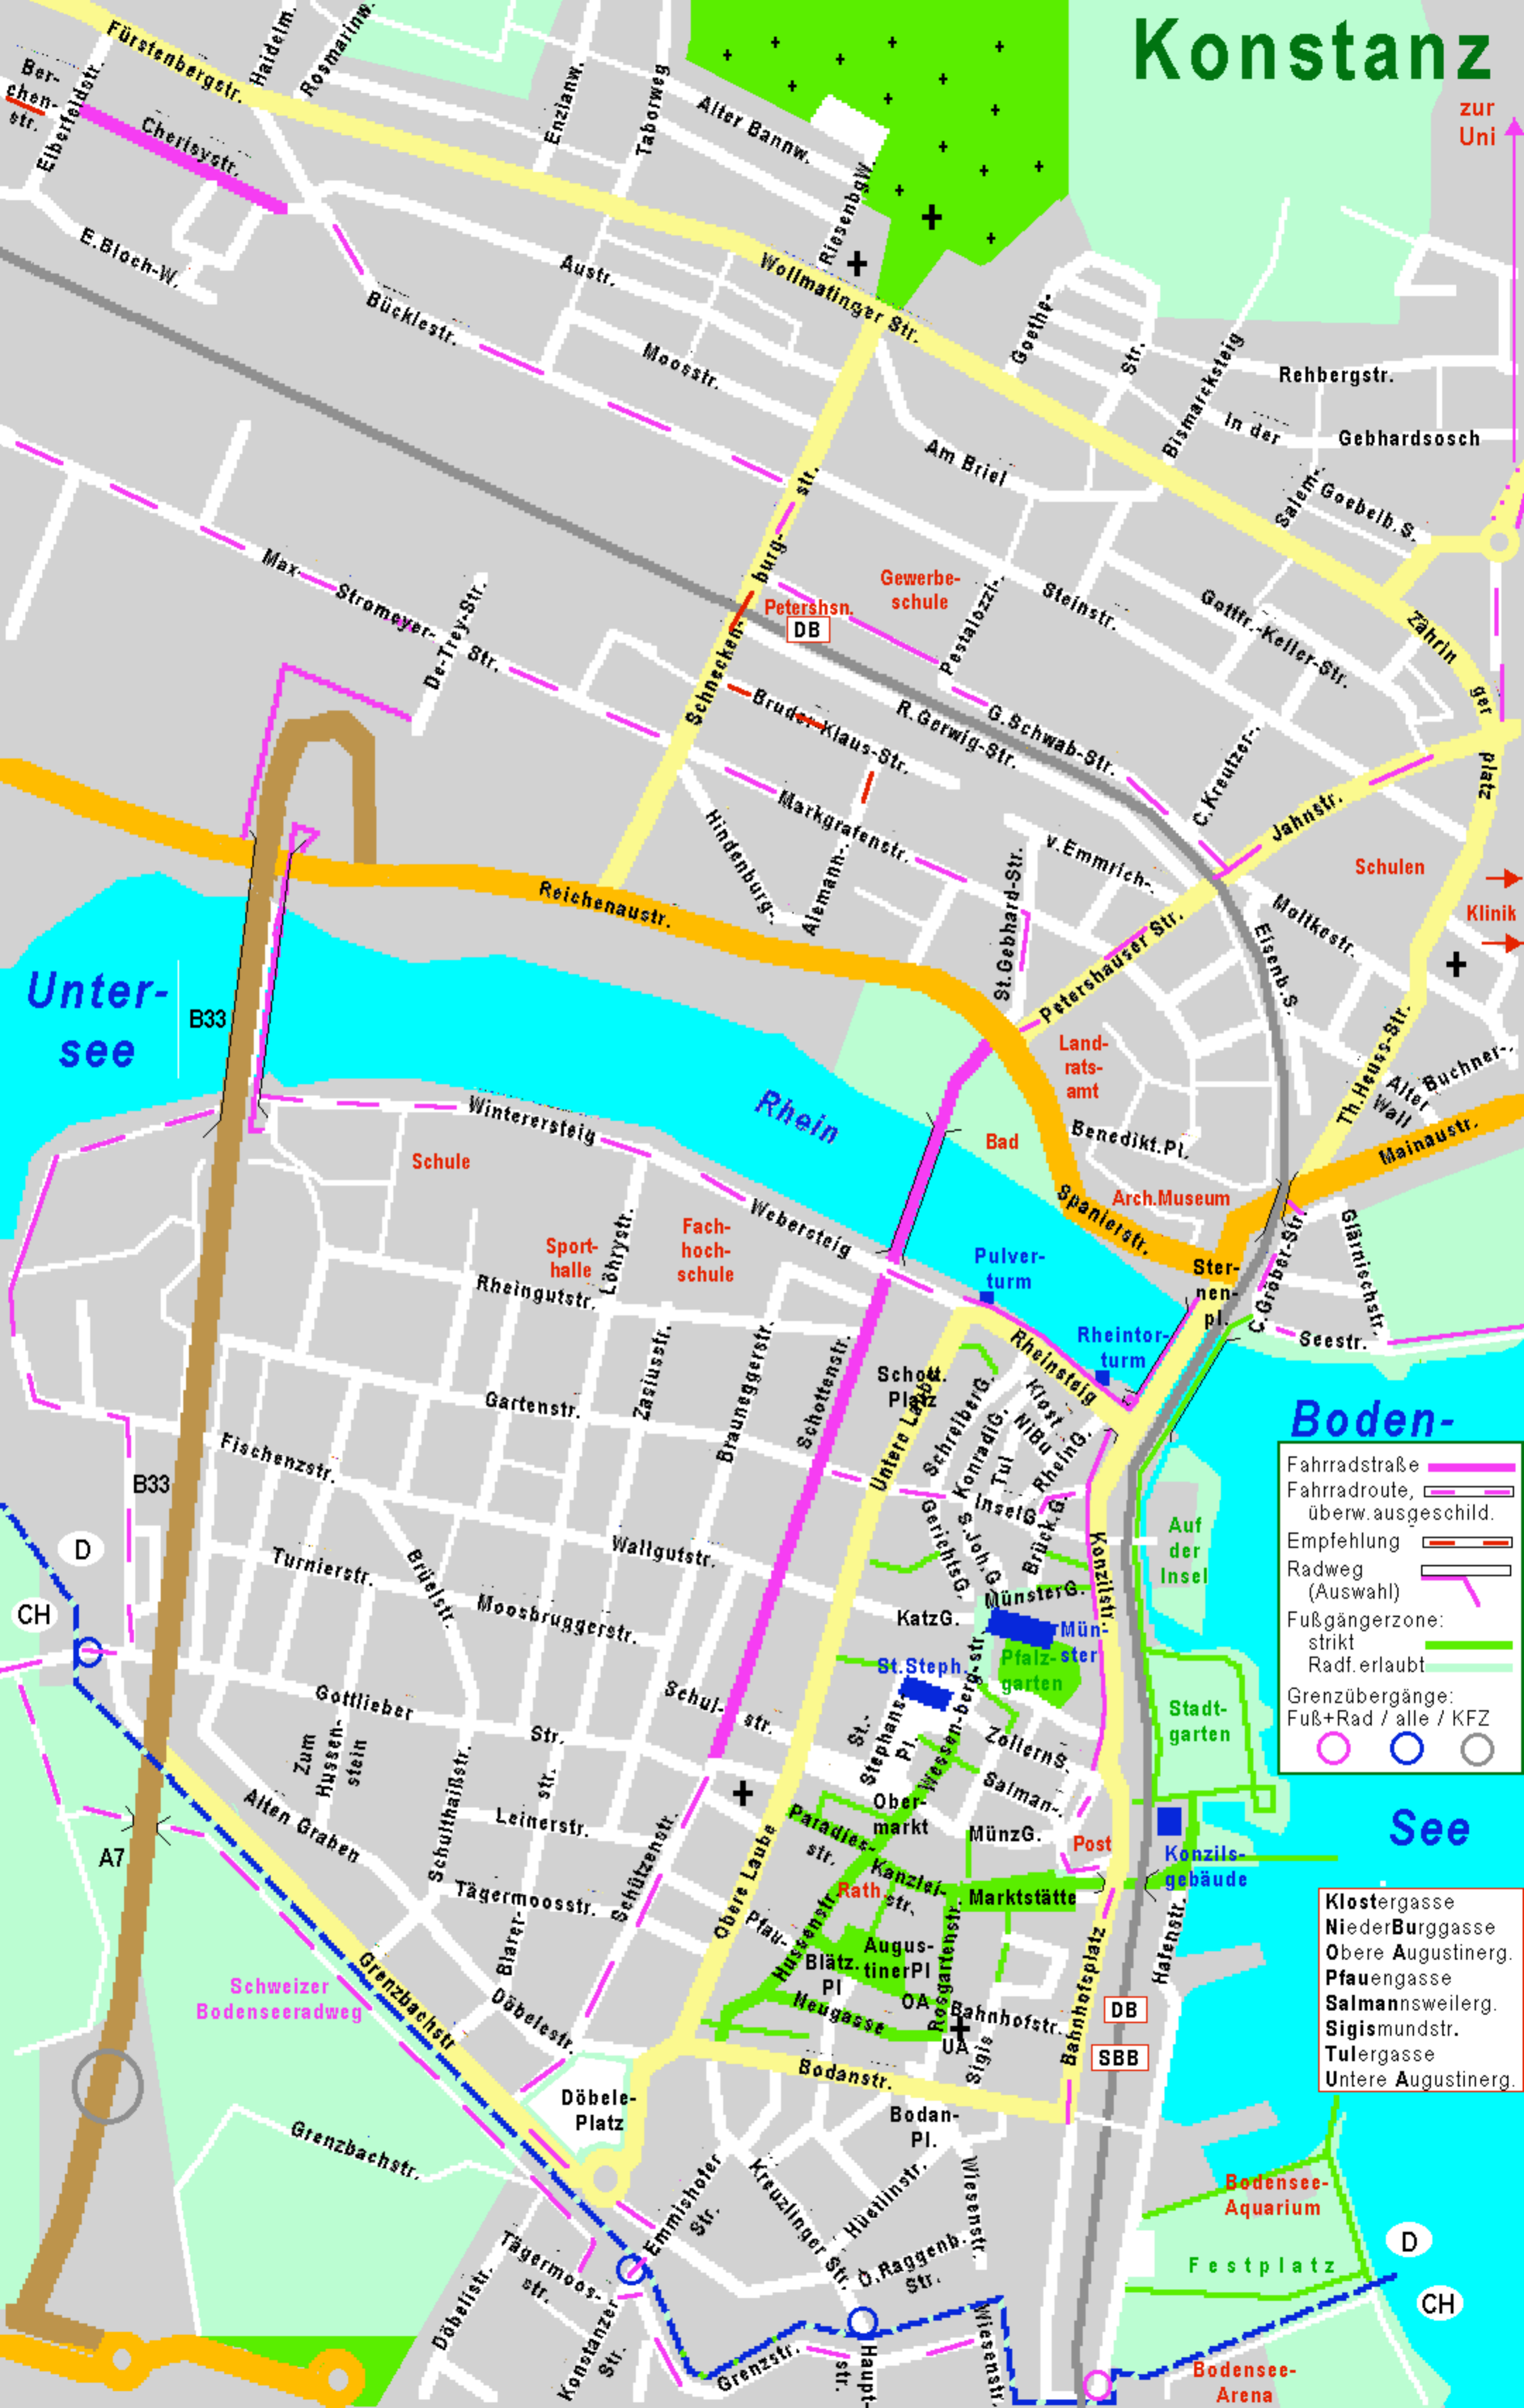 Konstanz
zur
Uni
Fürstenbergstr.
Haidelm.
Rosmarinw.
Ber-
chen-
str.
Elberfeldstr.
Cherisystr.
E.Bloch-W.
Enzianw.
Taborweg
Alter Bannw.
RiesenbgW.
Wollmatinger Str.
Austr.
Bücklestr.
Moosstr.
Goethe-
Str.
Bismarcksteig
Rehbergstr.
In der
Gebhardsosch
Am Briel
Salem-
Goebelb.S.
Schnecken-
burg-
str.
Max-
Stromeyer-
Str.
De-Trey-Str.
Petershsn.
DB
Gewerbe-
schule
Pestalozzi-.
Steinstr.
Gottfr.-Keller-Str.
Zährin
ger
platz
Bruder-Klaus-Str.
R.Gerwig-Str.
G.Schwab-Str.
C.Kreutzer-.
Jahnstr.
Markgrafenstr.
Hindenburg-.
Alemann-.
v.Emmrich-.
St.Gebhard-Str.
Petershauser Str.
Reichenaustr.
Schulen
Klinik
Moltkestr.
Eisenb.S.
Th.Heuss-Str.
Alter
Wall
Buchner-.
Mainaustr.
Unter-
see
B33
Rhein
Land-
rats-
amt
Bad
Benedikt.Pl.
Arch.Museum
Spanierstr.
Ster-
nen-
pl.
C.Gröber-Str.
Glärnischstr.
Seestr.
Winterersteig
Schule
Webersteig
Sport-
halle
Löhrystr.
Fach-
hoch-
schule
Rheingutstr.
Pulver-
turm
Rheintor-
turm
Rheinsteig
Zasiusstr.
Brauneggerstr.
Schottenstr.
Schott.
Platz
Untere Laube
Gartenstr.
Fischenzstr.
B33
SchreiberG.
KonradiG.
Klost
NiBu
Tul
RheinG.
InselG.
GerichtsG.
S.Joh.G.
Brück.G.
Konzilstr.
Auf
der
Insel
Boden-
Fahrradstraße
Fahrradroute,
überw.ausgeschild.
Empfehlung
Radweg
(Auswahl)
Fußgängerzone:
strikt
Radf.erlaubt
Grenzübergänge:
Fuß+Rad / alle / KFZ
See
D
CH
Turnierstr.
Brüelstr.
Wallgutstr.
Moosbruggerstr.
KatzG.
MünsterG.
Mün-
ster
Pfalz-
garten
St.Steph.
Wessen-berg-str.
St.-
Stephans-
Pl.
ZollernS.
Salman-.
Stadt-
garten
Schul-
str.
Gottlieber
Str.
Zum
Hussen-
stein
Alten Graben
Schulthaißstr.
Leinerstr.
str.
Blarer-
Schützenstr.
Tägermoosstr.
Döbelestr.
Obere Laube
Ober-
markt
MünzG.
Post
Konzils-
gebäude
Paradies-
str.
Kanzlei-
str.
Rath.
Marktstätte
Pfau-
Hussenstr.
Blätz.
Pl
Augus-
tinerPl
Rosgartenstr.
Neugasse
OA
UA
Bahnhofstr.
Sigis
Bahnhofsplatz
Hafenstr.
DB
SBB
A7
Schweizer
Bodenseeradweg
Grenzbachstr
Grenzbachstr.
Döbele-
Platz
Bodanstr.
Bodan-
Pl.
Klostergasse
NiederBurggasse
Obere Augustinerg.
Pfauengasse
Salmannsweilerg.
Sigismundstr.
Tulergasse
Untere Augustinerg.
Emmishofer
Str.
Kreuzlinger Str.
Hüetlinstr.
Wiesenstr.
O.Raggenb.
Str.
Tägermoos-
str.
Döbelistr.
Konstanzer
Str.
Grenzstr.
Haupt-
str.
Wiesenstr.
Bodensee-
Aquarium
Festplatz
D
CH
Bodensee-
Arena